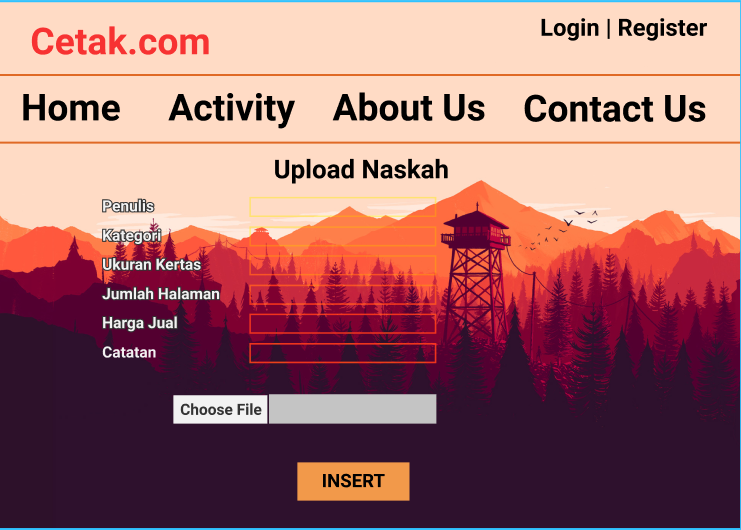 Cetak.com
Login | Register
Home Activity About Us Contact Us
Upload Naskah
Penulis
Kategori
Ukuran Kertas
Jumlah Halaman
Harga Jual
Catatan
Choose File
INSERT